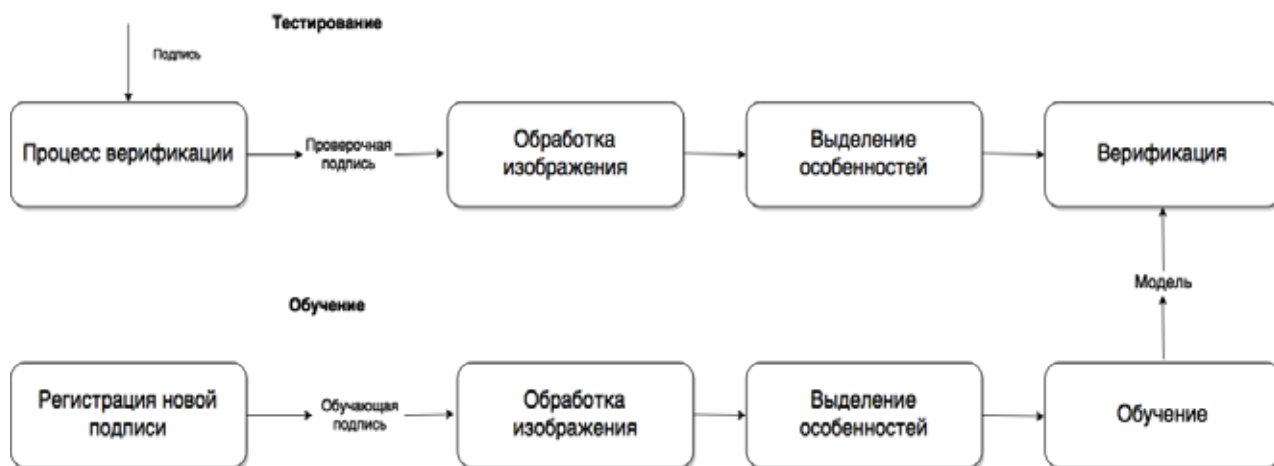 Тестирование
Подпись
Процесс верификации
Проверочная
подпись
Обработка
изображения
Выделение
особенностей
Верификация
Модель
Обучение
Регистрация новой
подписи
Обучающая
подпись
Обработка
изображения
Выделение
особенностей
Обучение